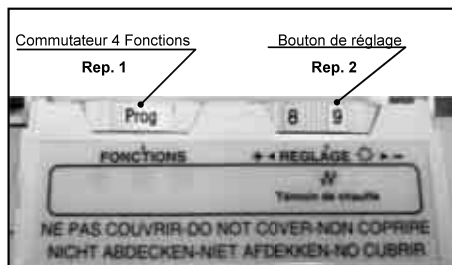 Commutateur 4 Fonctions
Bouton de réglage
Rep. 1
Rep. 2
Prog
8 9
FONCTIONS
RÉGLAGE
Témoin de chauffe
NE PAS COUVRIR-DO NOT COVER-NON COPRIRE
NICHT ABDECKEN-NIET AFDEKKEN-NO CUBRIR